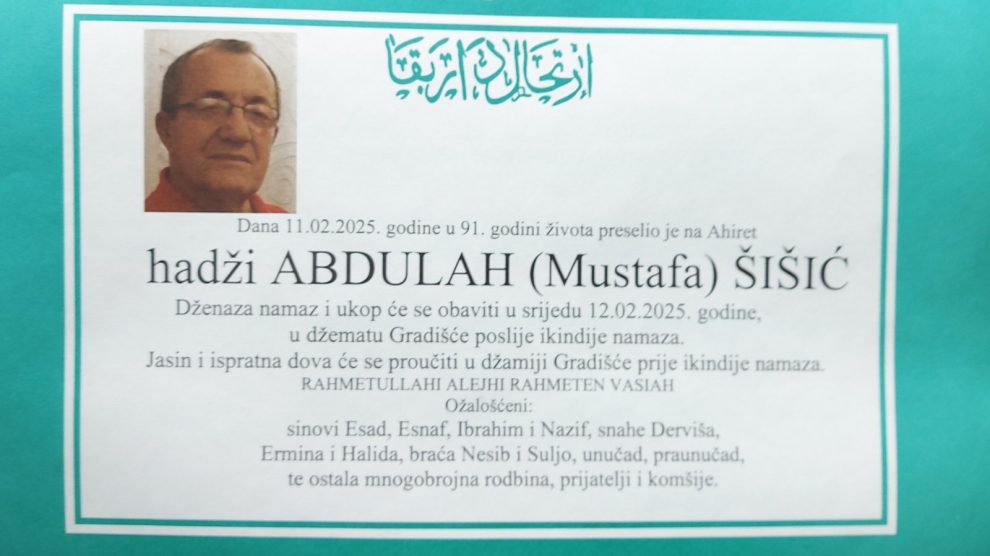 إرتحال دار بقا
Dana 11.02.2025. godine u 91. godini života preselio je na Ahiret
hadži ABDULAH (Mustafa) ŠIŠIĆ
Dženaza namaz i ukop će se obaviti u srijedu 12.02.2025. godine,
u džematu Gradišće poslije ikindije namaza.
Jasin i ispratna dova će se proučiti u džamiji Gradišće prije ikindije namaza.
RAHMETULLAHI ALEJHI RAHMETEN VASIAH
Ožalošćeni:
sinovi Esad, Esnaf, Ibrahim i Nazif, snahe Derviša,
Ermina i Halida, braća Nesib i Suljo, unučad, praunučad,
te ostala mnogobrojna rodbina, prijatelji i komšije.